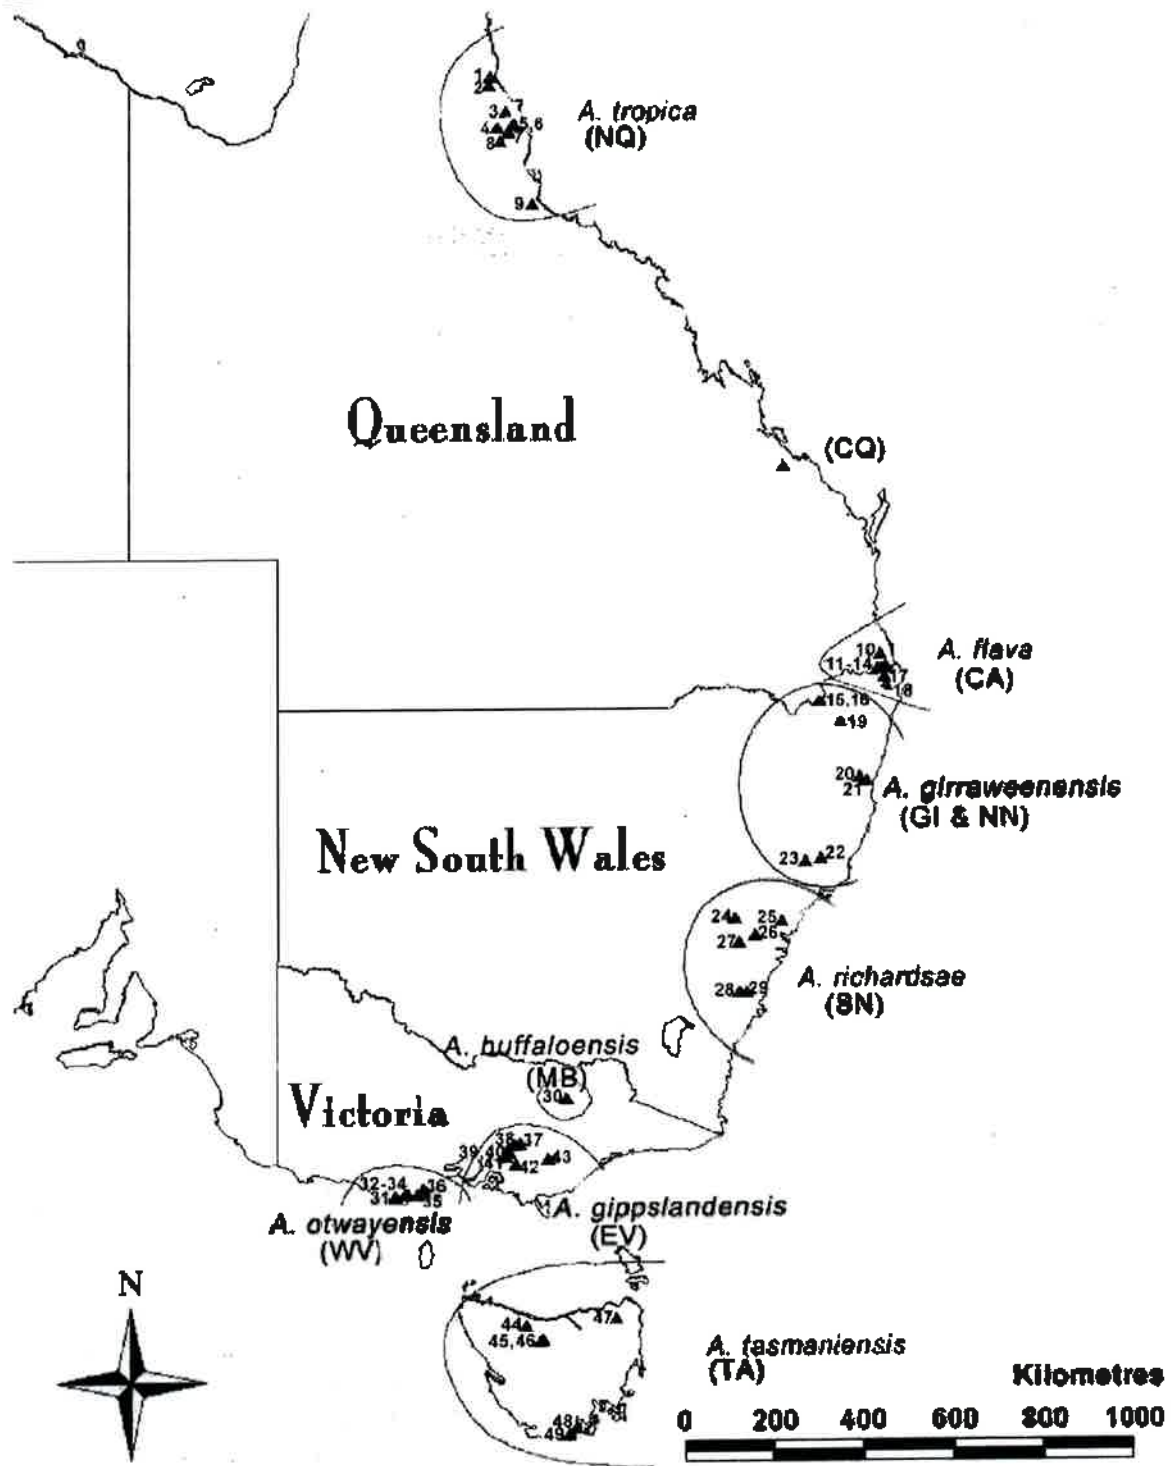 1
2
3
7
4
5,6
7
8
9
A. tropica
(NQ)
Queensland
(CQ)
10
11-14
17
18
A. flava
(CA)
15,16
19
20
21
A. girraweenensis
(GI & NN)
New South Wales
23
22
24
25
26
27
28
29
A. richardsae
(SN)
A. buffaloensis
(MB)
30
Victoria
38
37
39,40
41
42
43
32-34
36
31
35
A. otwayensis
(WV)
A. gippslandensis
(EV)
N
44
47
45,46
48
49
A. tasmaniensis
(TA)
Kilometres
0 200 400 600 800 1000